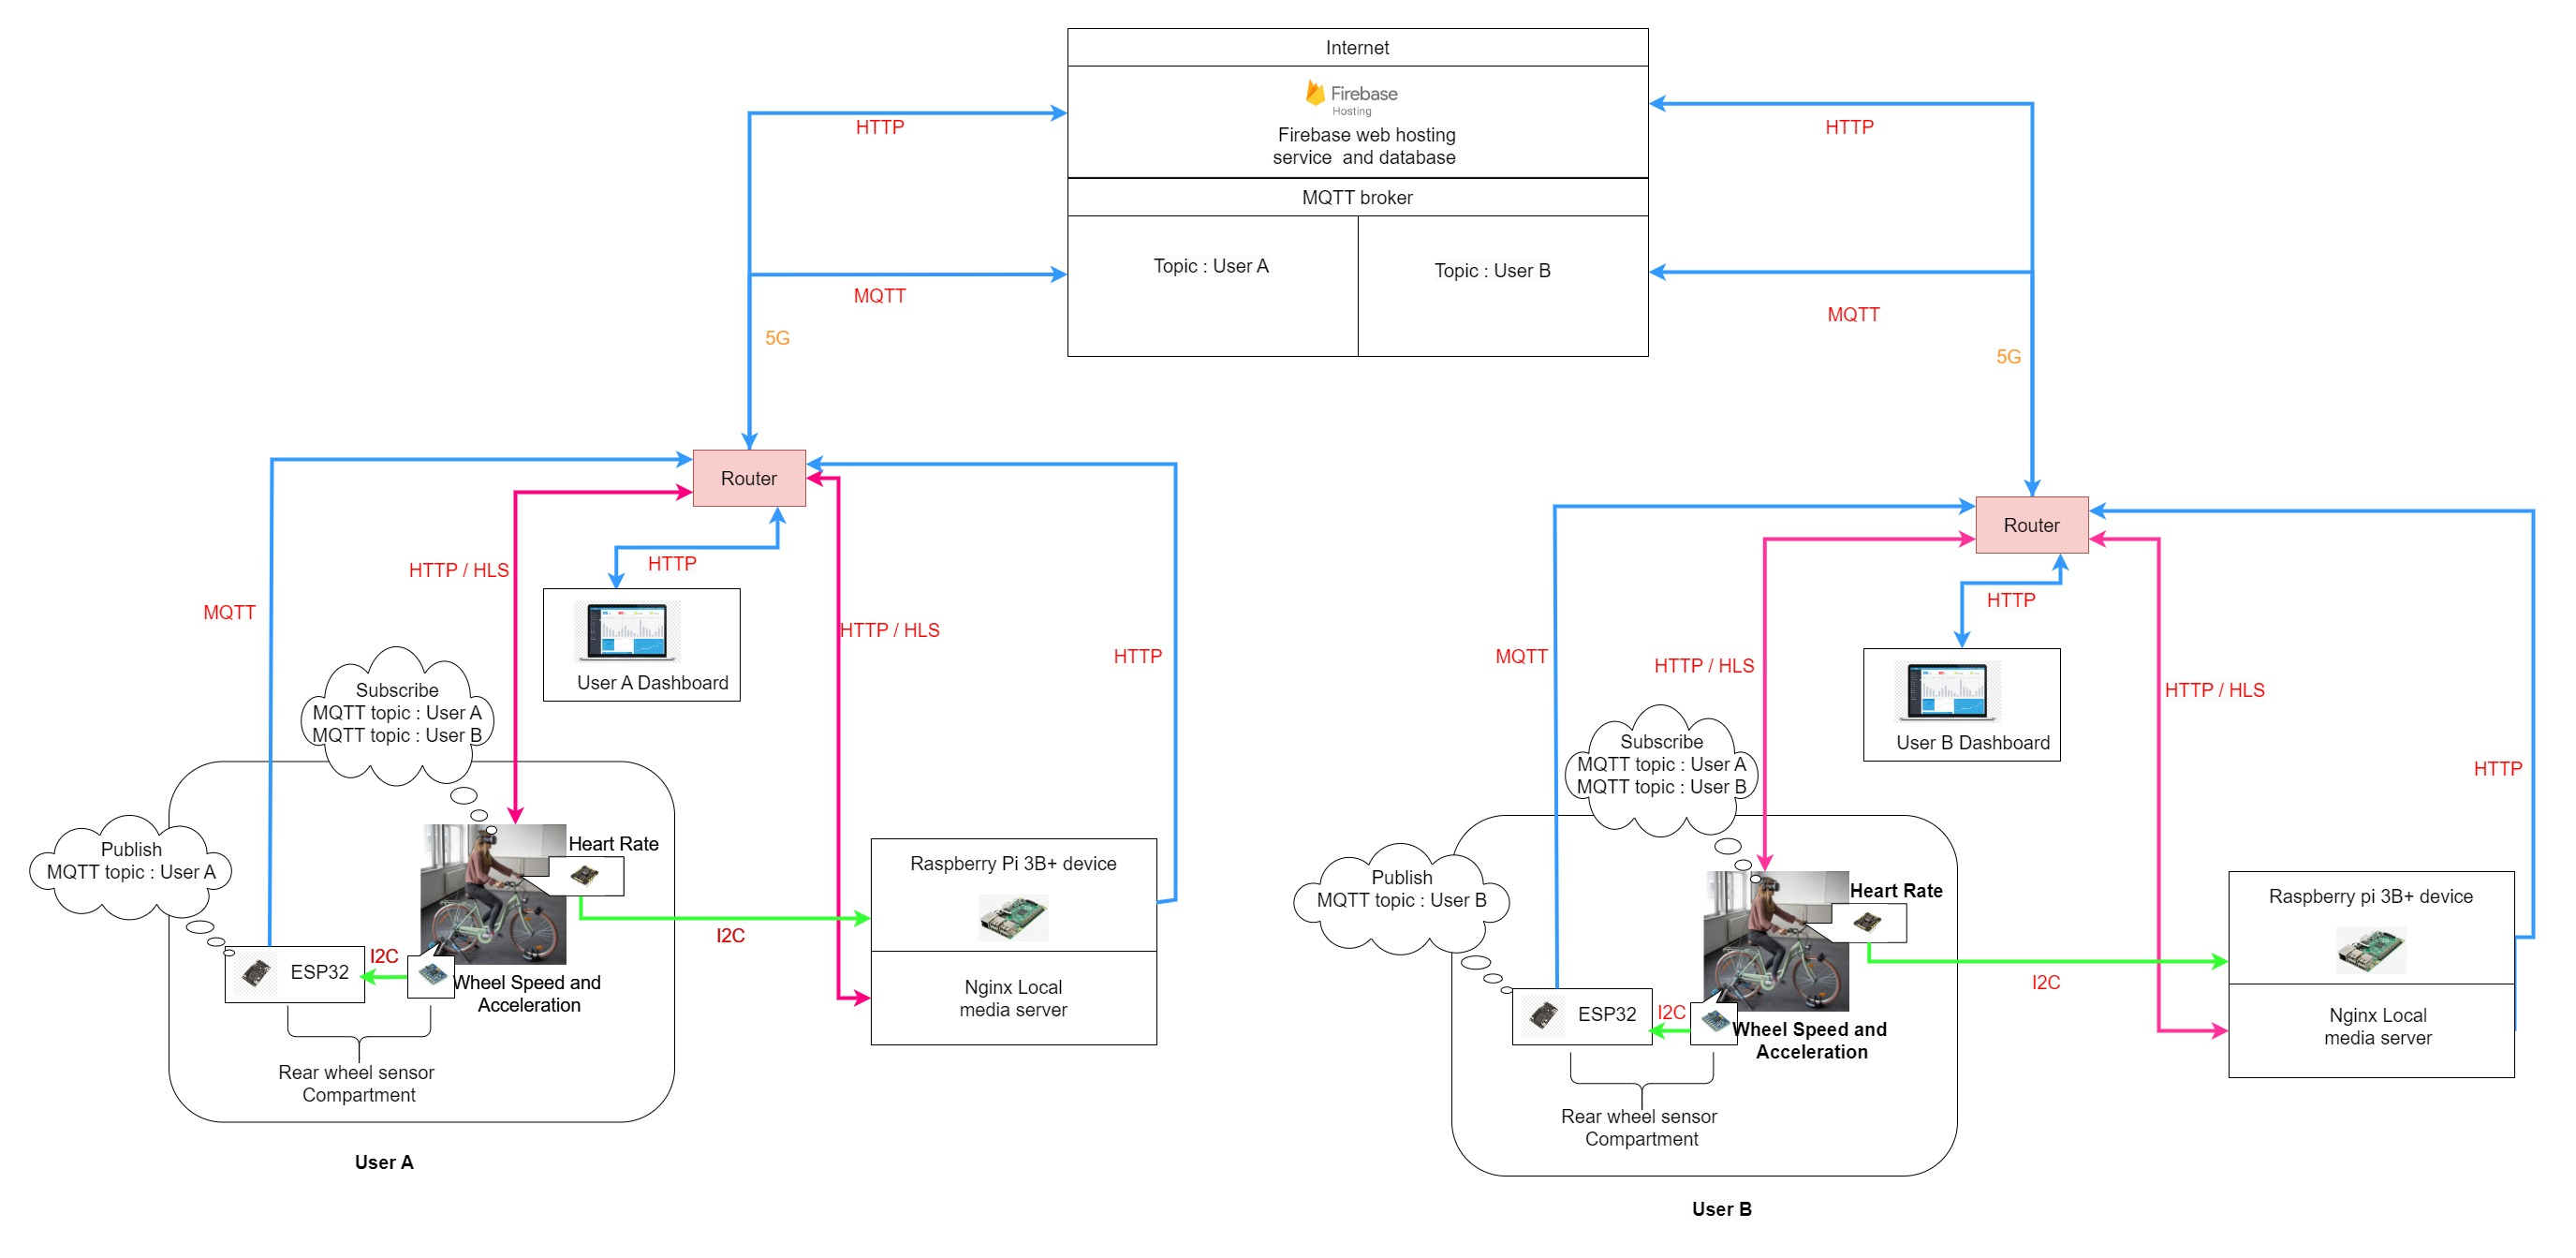 Internet
Firebase
Hosting
Firebase web hosting
service and database
MQTT broker
Topic : User A
Topic : User B
HTTP
MQTT
5G
HTTP
MQTT
5G
Router
HTTP
HTTP / HLS
MQTT
HTTP / HLS
HTTP
User A Dashboard
Subscribe
MQTT topic : User A
MQTT topic : User B
Publish
MQTT topic : User A
Heart Rate
I2C
ESP32
I2C
Wheel Speed and
Acceleration
Rear wheel sensor
Compartment
User A
Raspberry Pi 3B+ device
Nginx Local
media server
Router
HTTP
MQTT
HTTP / HLS
HTTP / HLS
HTTP
User B Dashboard
Subscribe
MQTT topic : User A
MQTT topic : User B
Publish
MQTT topic : User B
Heart Rate
I2C
ESP32
I2C
Wheel Speed and
Acceleration
Rear wheel sensor
Compartment
User B
Raspberry pi 3B+ device
Nginx Local
media server